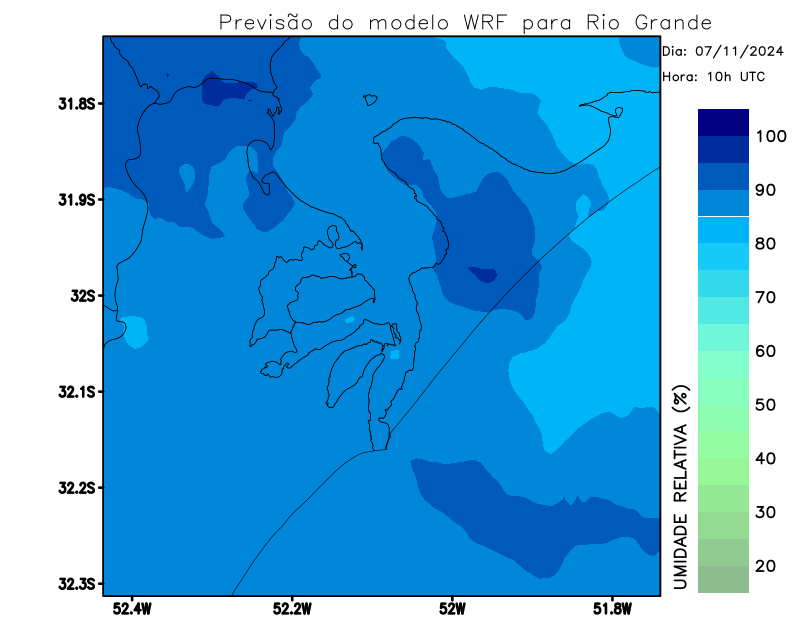 Previsão do modelo WRF para Rio Grande
Dia: 07/11/2024
Hora: 10h UTC
31.8S
31.9S
32S
32.1S
32.2S
32.3S
52.4W
52.2W
52W
51.8W
100
90
80
70
60
50
40
30
20
UMIDADE RELATIVA (%)